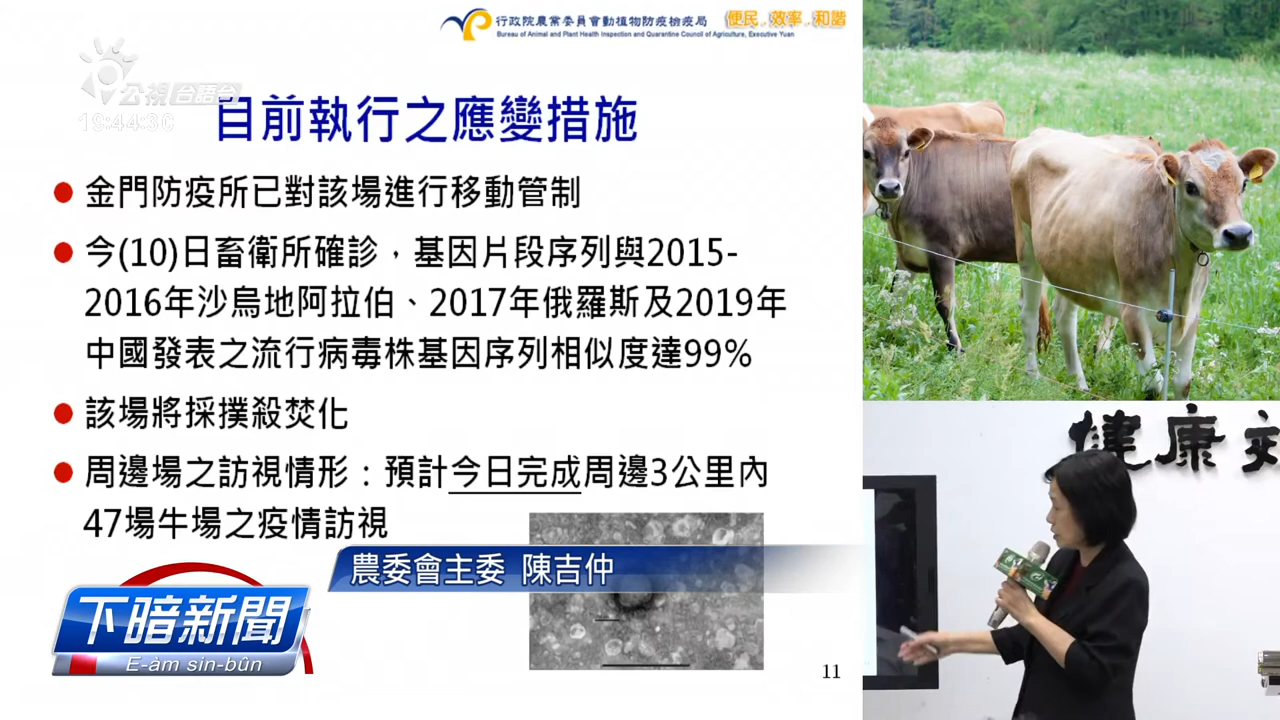 行政院農業委員會動植物防疫檢疫局 便民 效率 和諧
Bureau of Animal and Plant Health Inspection and Quarantine Council of Agriculture, Executive Yuan
公視台語台
19:44:30
目前執行之應變措施
金門防疫所已對該場進行移動管制
今(10)日畜衛所確診，基因片段序列與2015-
2016年沙烏地阿拉伯、2017年俄羅斯及2019年
中國發表之流行病毒株基因序列相似度達99%
該場將採撲殺焚化
周邊場之訪視情形：預計今日完成周邊3公里內
47場牛場之疫情訪視
健康
農委會主委 陳吉仲
下暗新聞
E-àm sin-bûn
11